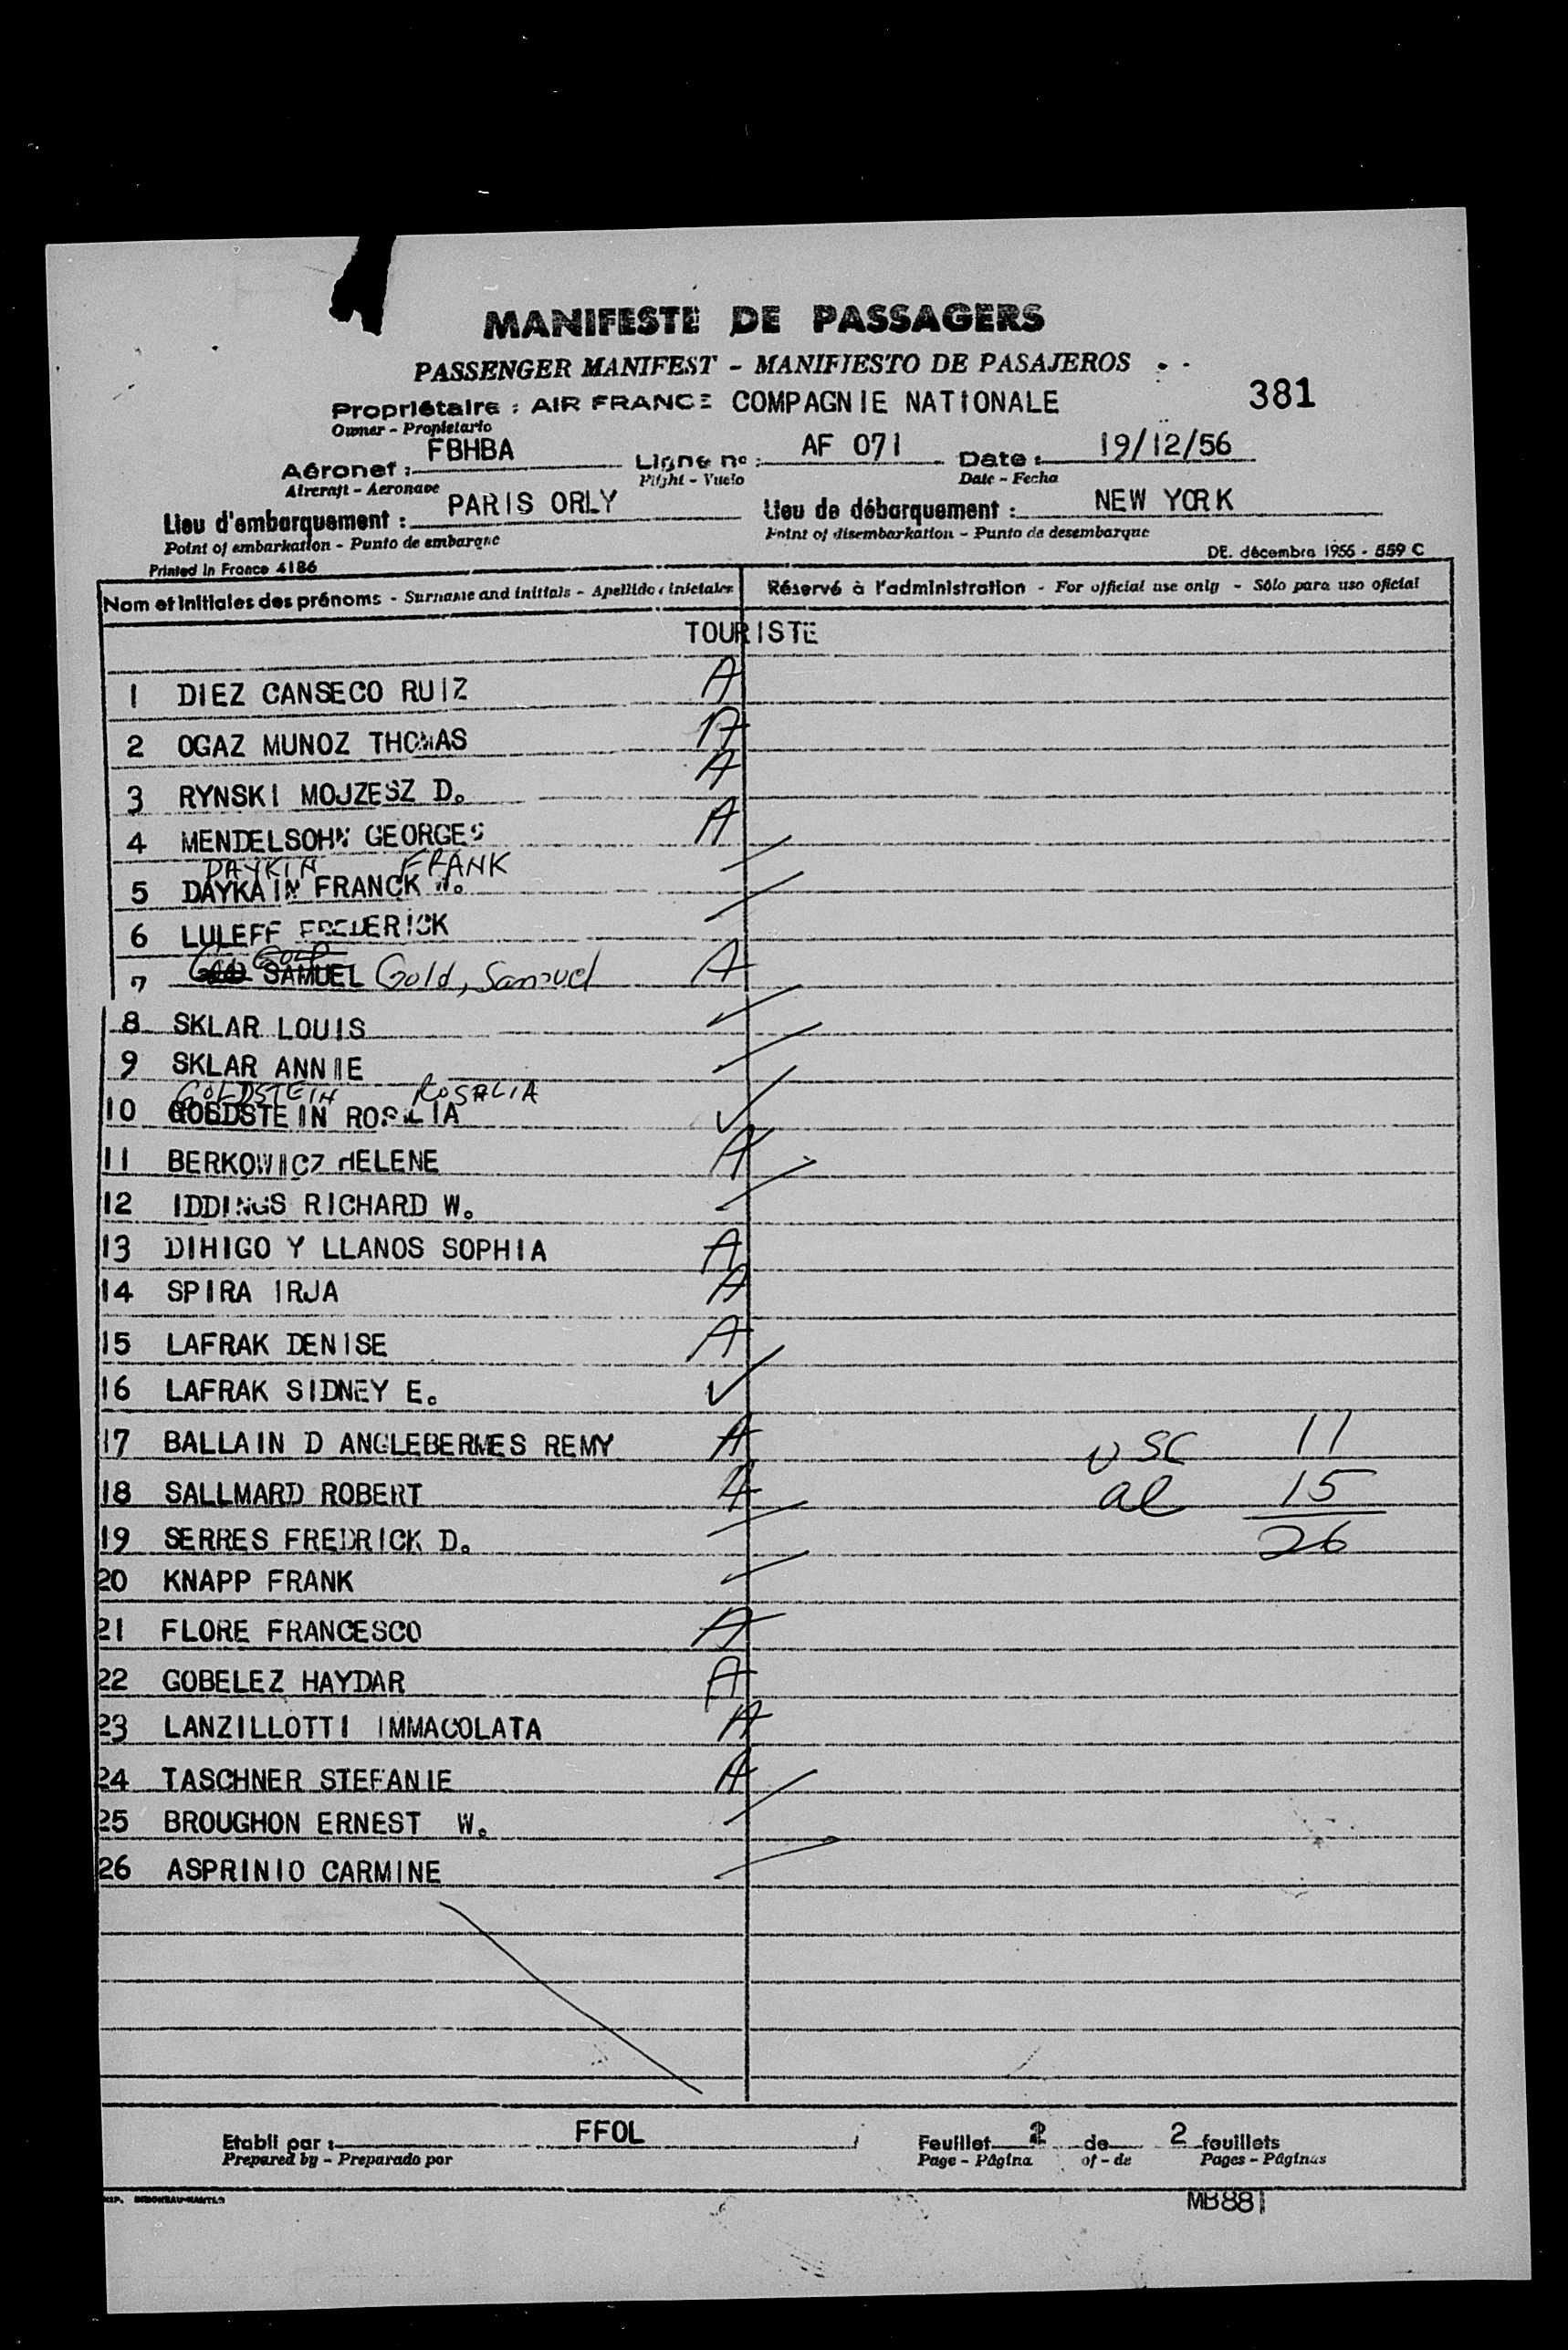 MANIFESTE DE PASSAGERS
PASSENGER MANIFEST - MANIFIESTO DE PASAJEROS
Propriétaire : AIR FRANCE COMPAGNIE NATIONALE 381
Owner - Propietario
Aéronef : FBHBA Ligne nº : AF 071 Date : 19/12/56
Aircraft - Aeronave Flight - Vuelo Date - Fecha
Lieu d'embarquement : PARIS ORLY Lieu de débarquement : NEW YORK
Point of embarkation - Punto de embarque Point of disembarkation - Punto de desembarque
Printed in France 4186 DE. décembre 1955 - 559 C
Nom et initiales des prénoms - Surname and initials - Apellido e iniciales Réservé à l'administration - For official use only - Sólo para uso oficial
TOURISTE
1 DIEZ CANSECO RUIZ A
2 OGAZ MUNOZ THOMAS A
3 RYNSKI MOJZESZ D. A
4 MENDELSOHN GEORGES A
DAYKIN FRANK
5 DAYKAIN FRANCK W. ✓
6 LULEFF FREDERICK ✓
GOLD
7 SAMUEL Gold, Samuel A
8 SKLAR LOUIS ✓
9 SKLAR ANNIE ✓
GOLDSTEIN ROSALIA
10 GOEDSTEIN ROSALIA ✓
11 BERKOWICZ HELENE A
12 IDDINGS RICHARD W. ✓
13 DIHIGO Y LLANOS SOPHIA A
14 SPIRA IRJA A
15 LAFRAK DENISE A
16 LAFRAK SIDNEY E. ✓
17 BALLAIN D ANGLEBERMES REMY A USC 11
18 SALLMARD ROBERT A al 15
19 SERRES FREDRICK D. ✓ 26
20 KNAPP FRANK ✓
21 FLORE FRANCESCO A
22 GOBELEZ HAYDAR A
23 LANZILLOTTI IMMACOLATA A
24 TASCHNER STEFANIE A
25 BROUGHON ERNEST W. ✓
26 ASPRINIO CARMINE ✓
Etabli par : FFOL Feuillet 2 de 2 feuillets
Prepared by - Preparado por Page - Página of - de Pages - Páginas
MB881